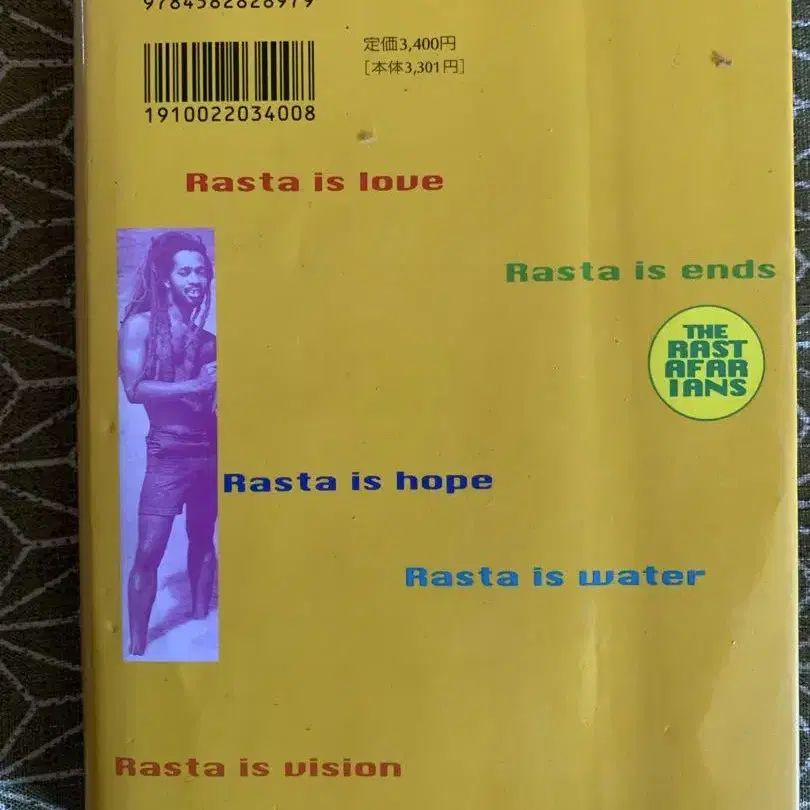 9784582828979
定価3,400円
[本体3,301円]
1910022034008
Rasta is love
Rasta is ends
THE
RAST
AFAR
IANS
Rasta is hope
Rasta is water
Rasta is vision